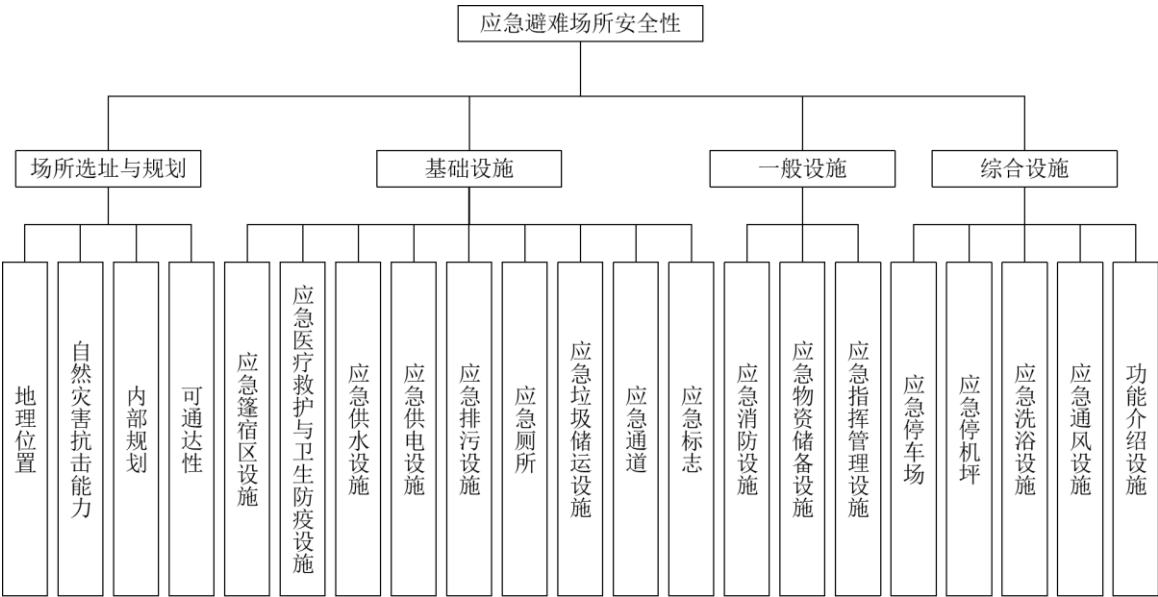 应急避难场所安全性
场所选址与规划
基础设施
一般设施
综合设施
地理位置
自然灾害抗击能力
内部规划
可通达性
应急篷宿区设施
应急医疗救护与卫生防疫设施
应急供水设施
应急供电设施
应急排污设施
应急厕所
应急垃圾储运设施
应急通道
应急标志
应急消防设施
应急物资储备设施
应急指挥管理设施
应急停车场
应急停机坪
应急洗浴设施
应急通风设施
功能介绍设施